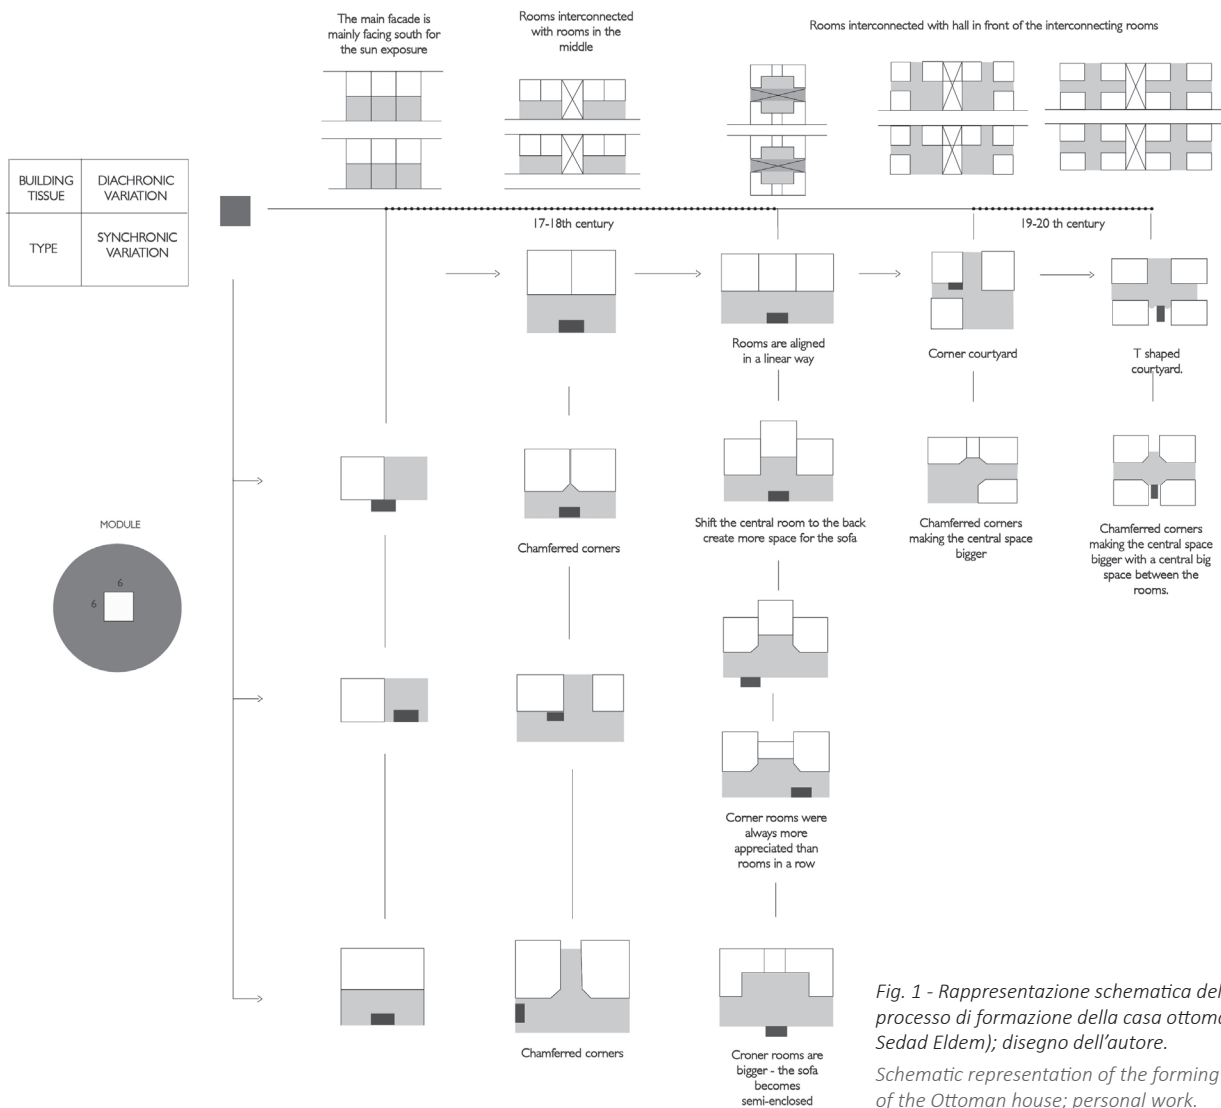 The main facade is
mainly facing south for
the sun exposure
Rooms interconnected
with rooms in the
middle
Rooms interconnected with hall in front of the interconnecting rooms
BUILDING
TISSUE
DIACHRONIC
VARIATION
TYPE
SYNCHRONIC
VARIATION
17-18th century
19-20 th century
Rooms are aligned
in a linear way
Corner courtyard
T shaped
courtyard.
MODULE
6
6
Chamferred corners
Shift the central room to the back
create more space for the sofa
Chamferred corners
making the central space
bigger
Chamferred corners
making the central space
bigger with a central big
space between the
rooms.
Corner rooms were
always more
appreciated than
rooms in a row
Chamferred corners
Croner rooms are
bigger - the sofa
becomes
semi-enclosed
Fig. 1 - Rappresentazione schematica del
processo di formazione della casa ottoma
Sedad Eldem); disegno dell’autore.
Schematic representation of the forming
of the Ottoman house; personal work.